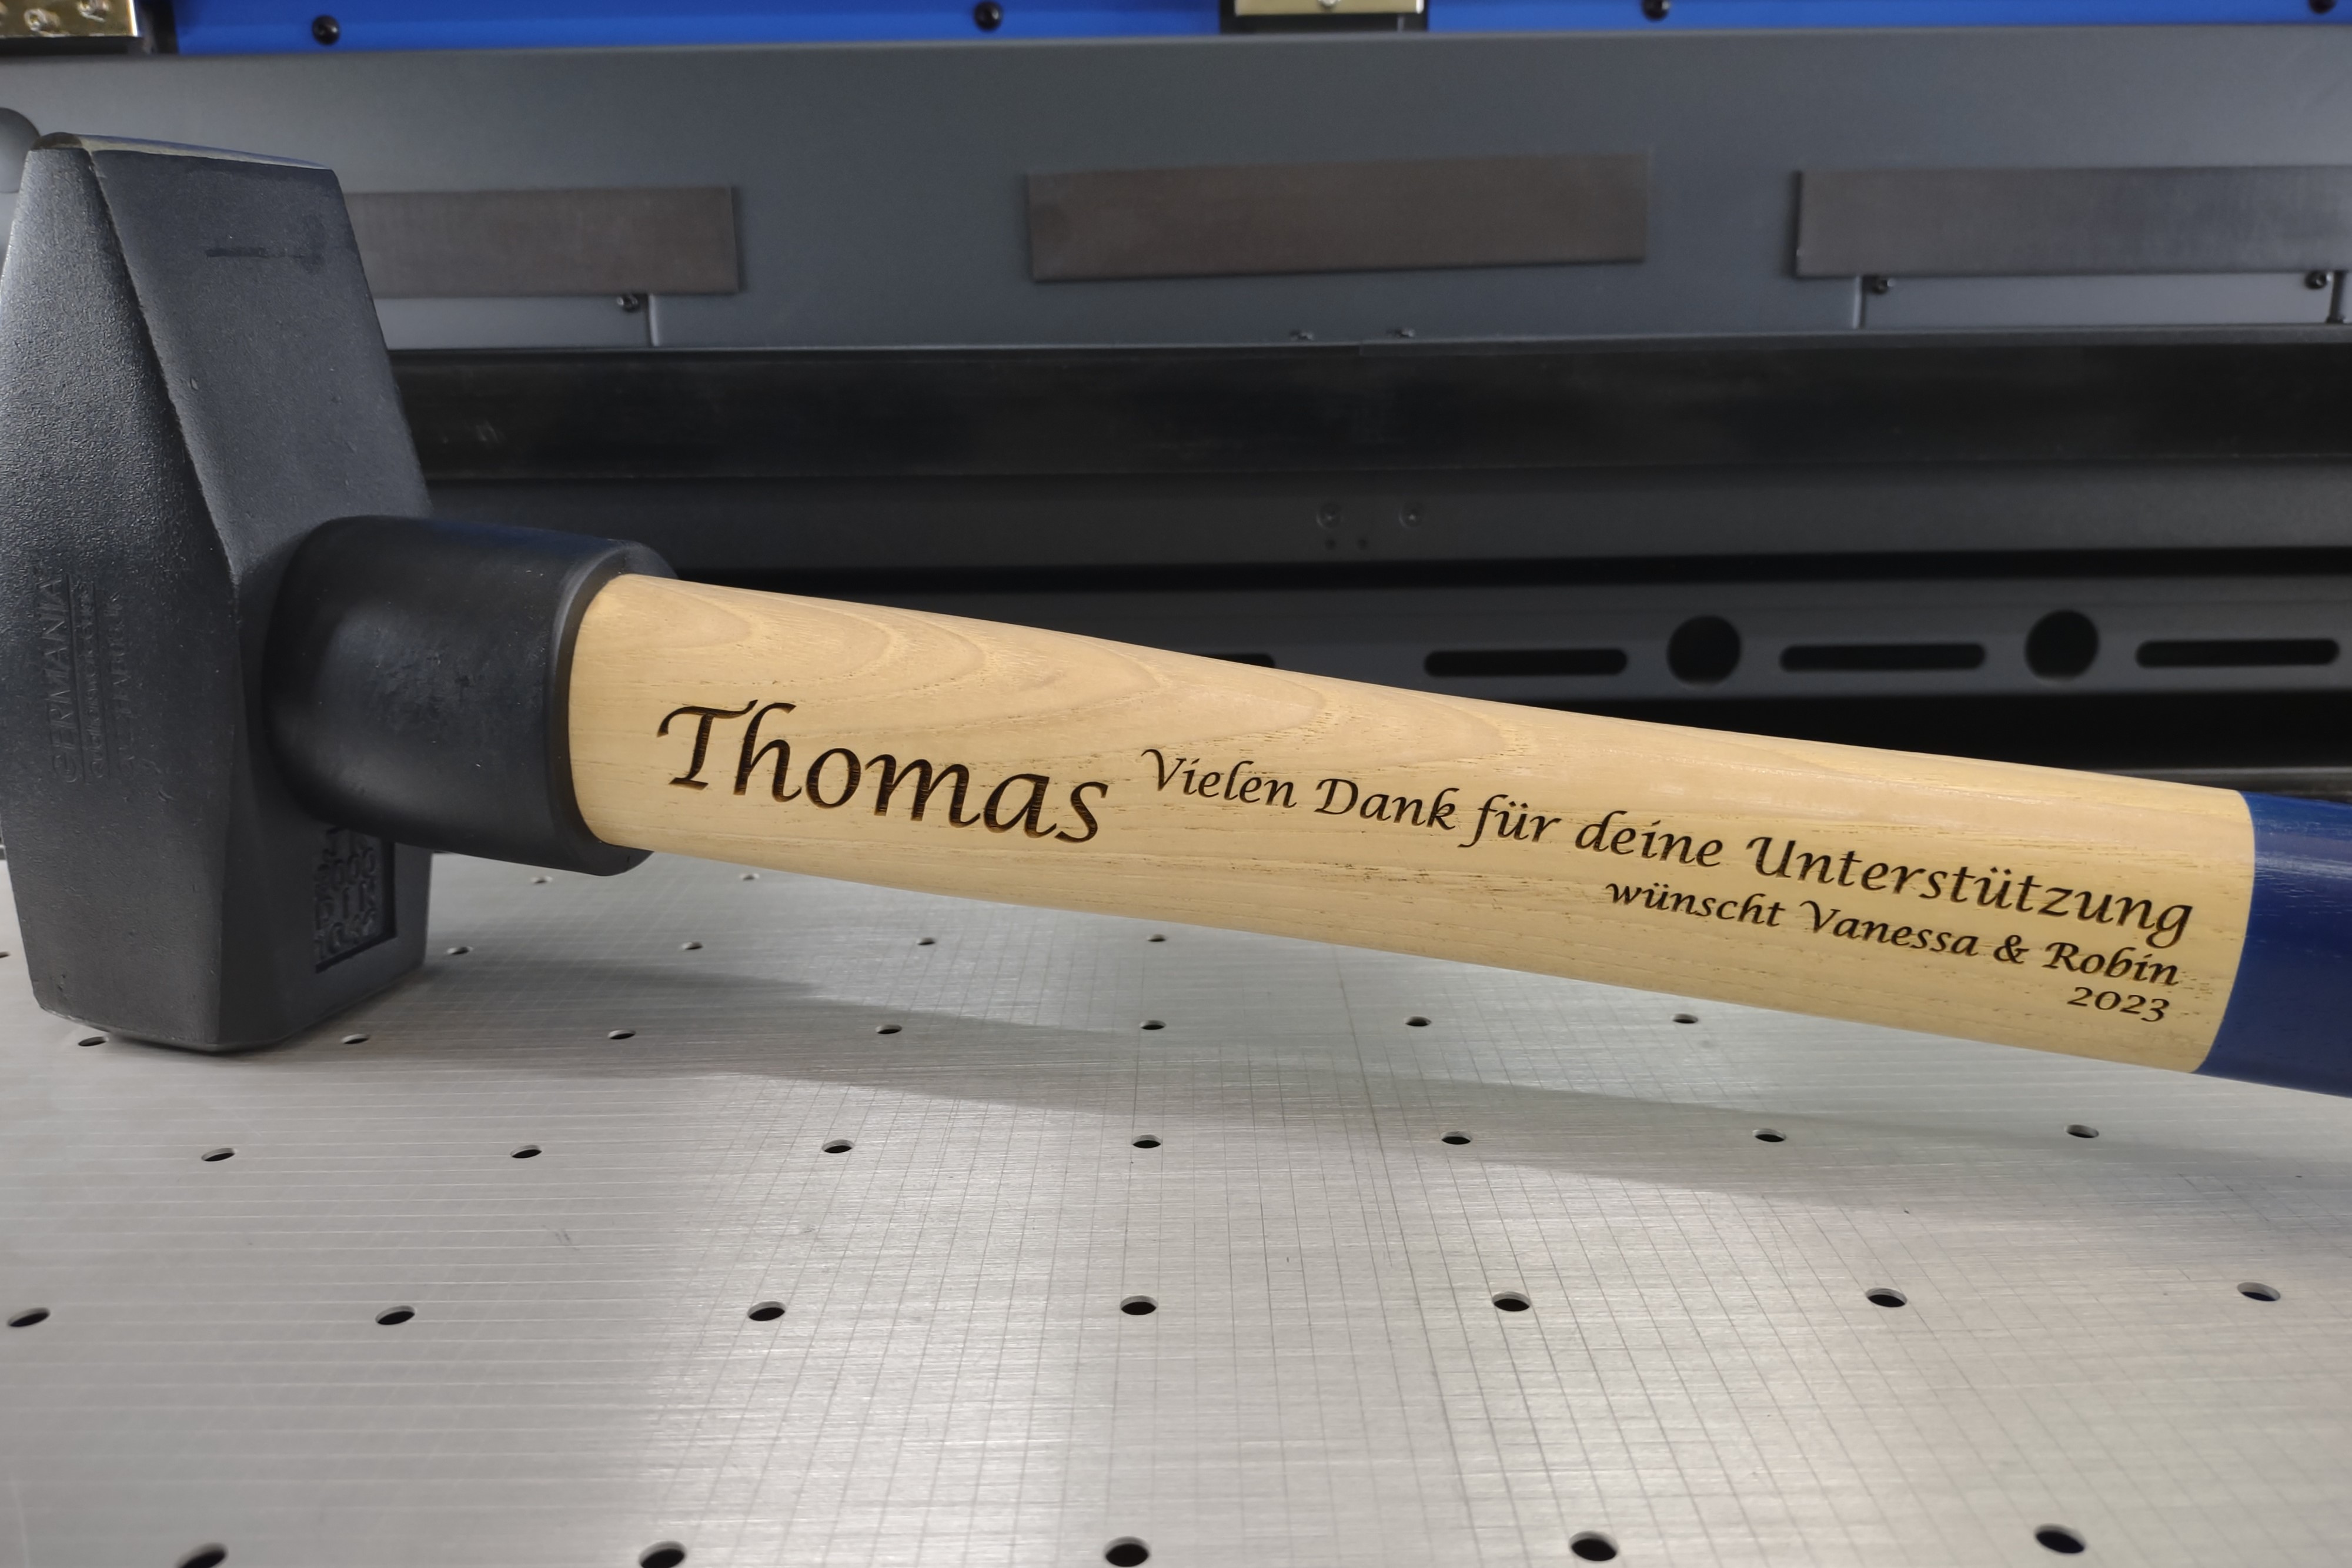 GERMANIA
Thomas
Vielen Dank für deine Unterstützung
wünscht Vanessa & Robin
2023